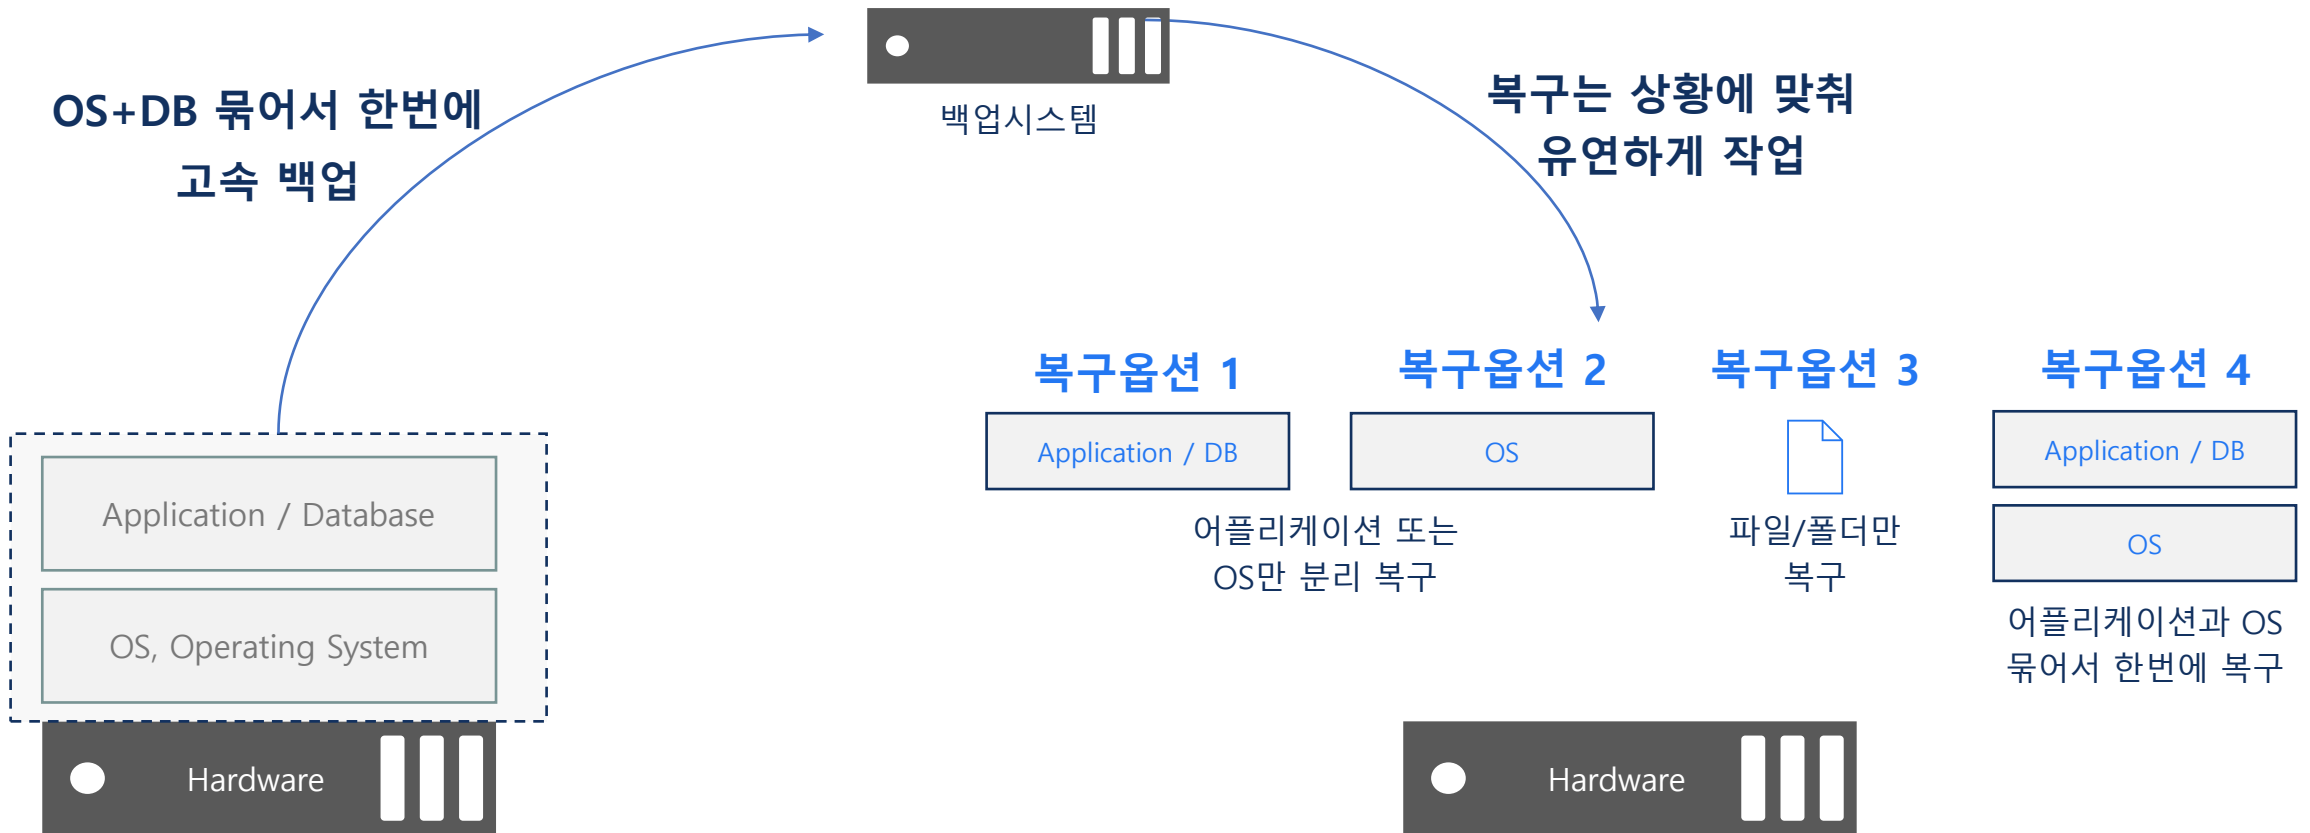 OS+DB 묶어서 한번에
고속 백업
백업시스템
복구는 상황에 맞춰
유연하게 작업
Application / Database
OS, Operating System
Hardware
복구옵션 1
Application / DB
복구옵션 2
OS
어플리케이션 또는
OS만 분리 복구
복구옵션 3
파일/폴더만
복구
복구옵션 4
Application / DB
OS
어플리케이션과 OS
묶어서 한번에 복구
Hardware